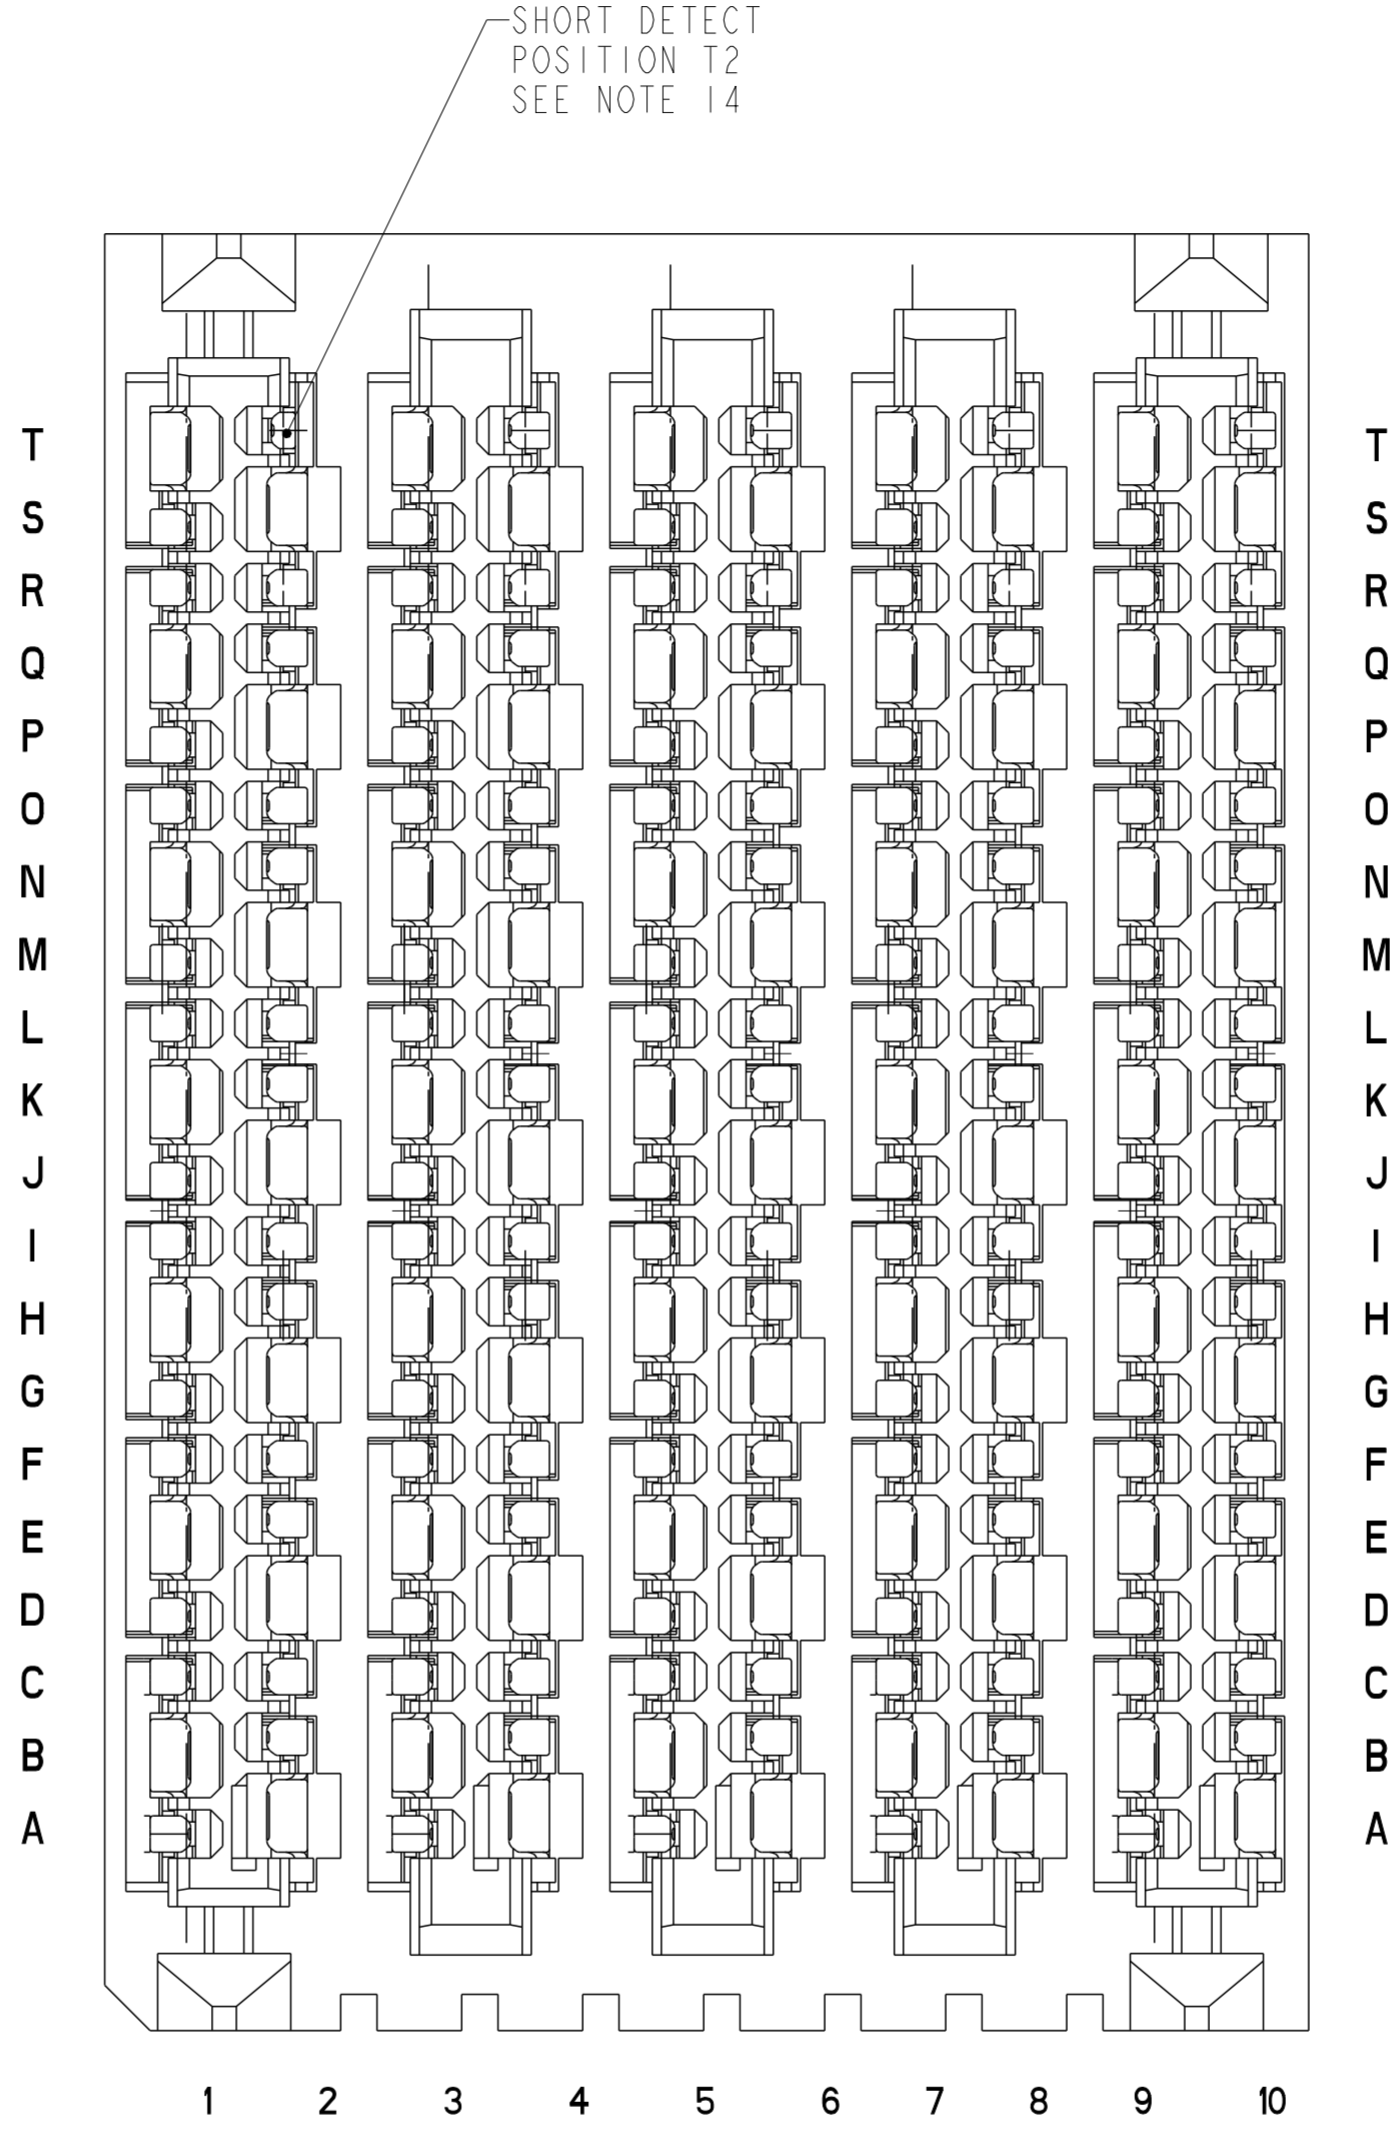 SHORT DETECT
POSITION T2
SEE NOTE 14
T T
S S
R R
Q Q
P P
O O
N N
M M
L L
K K
J J
I I
H H
G G
F F
E E
D D
C C
B B
A A
1 2 3 4 5 6 7 8 9 10